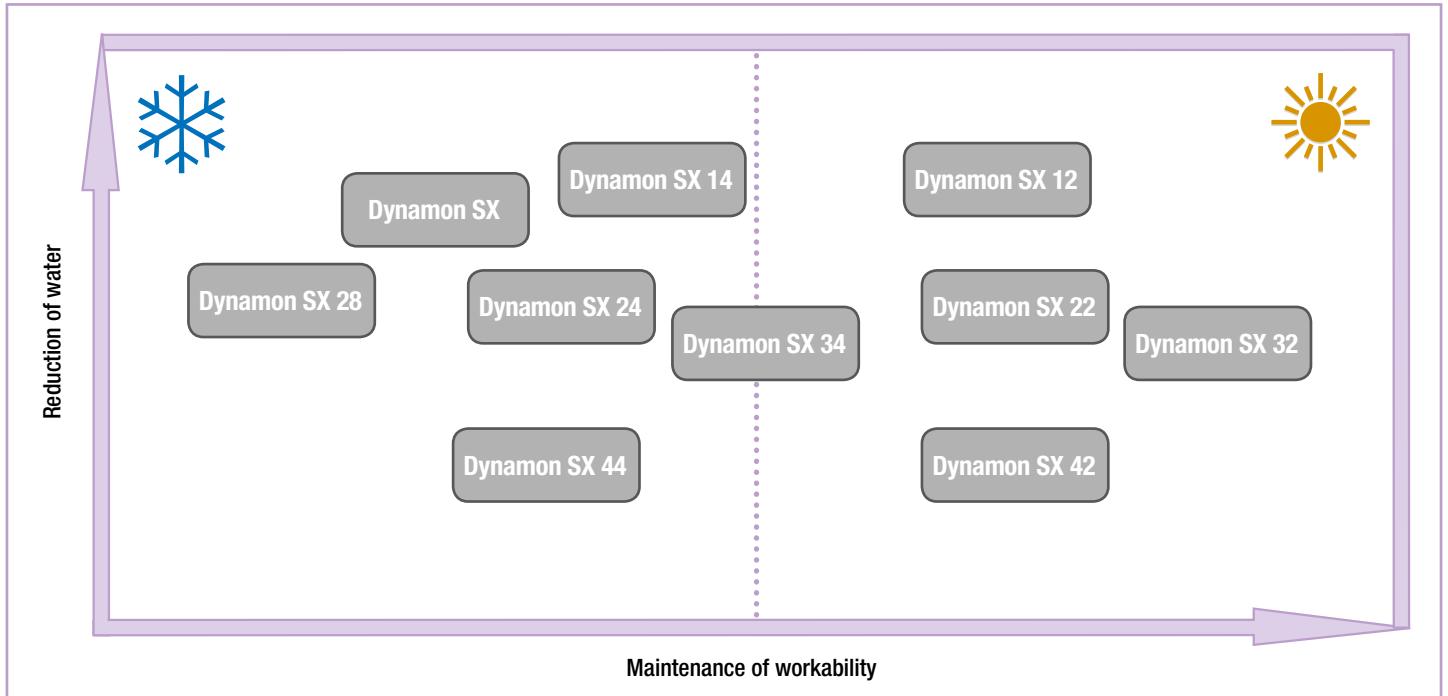 Reduction of water
Dynamon SX 14
Dynamon SX 12
Dynamon SX
Dynamon SX 28
Dynamon SX 24
Dynamon SX 22
Dynamon SX 34
Dynamon SX 32
Dynamon SX 44
Dynamon SX 42
Maintenance of workability